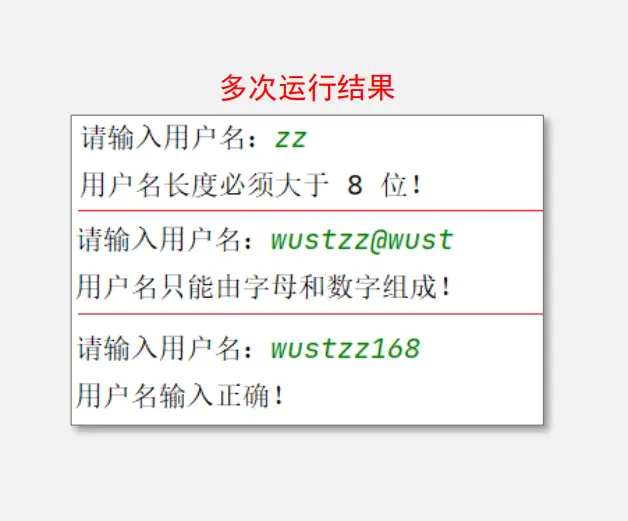 多次运行结果
请输入用户名：zz
用户名长度必须大于 8 位！
请输入用户名：wustzz@wust
用户名只能由字母和数字组成！
请输入用户名：wustzz168
用户名输入正确！